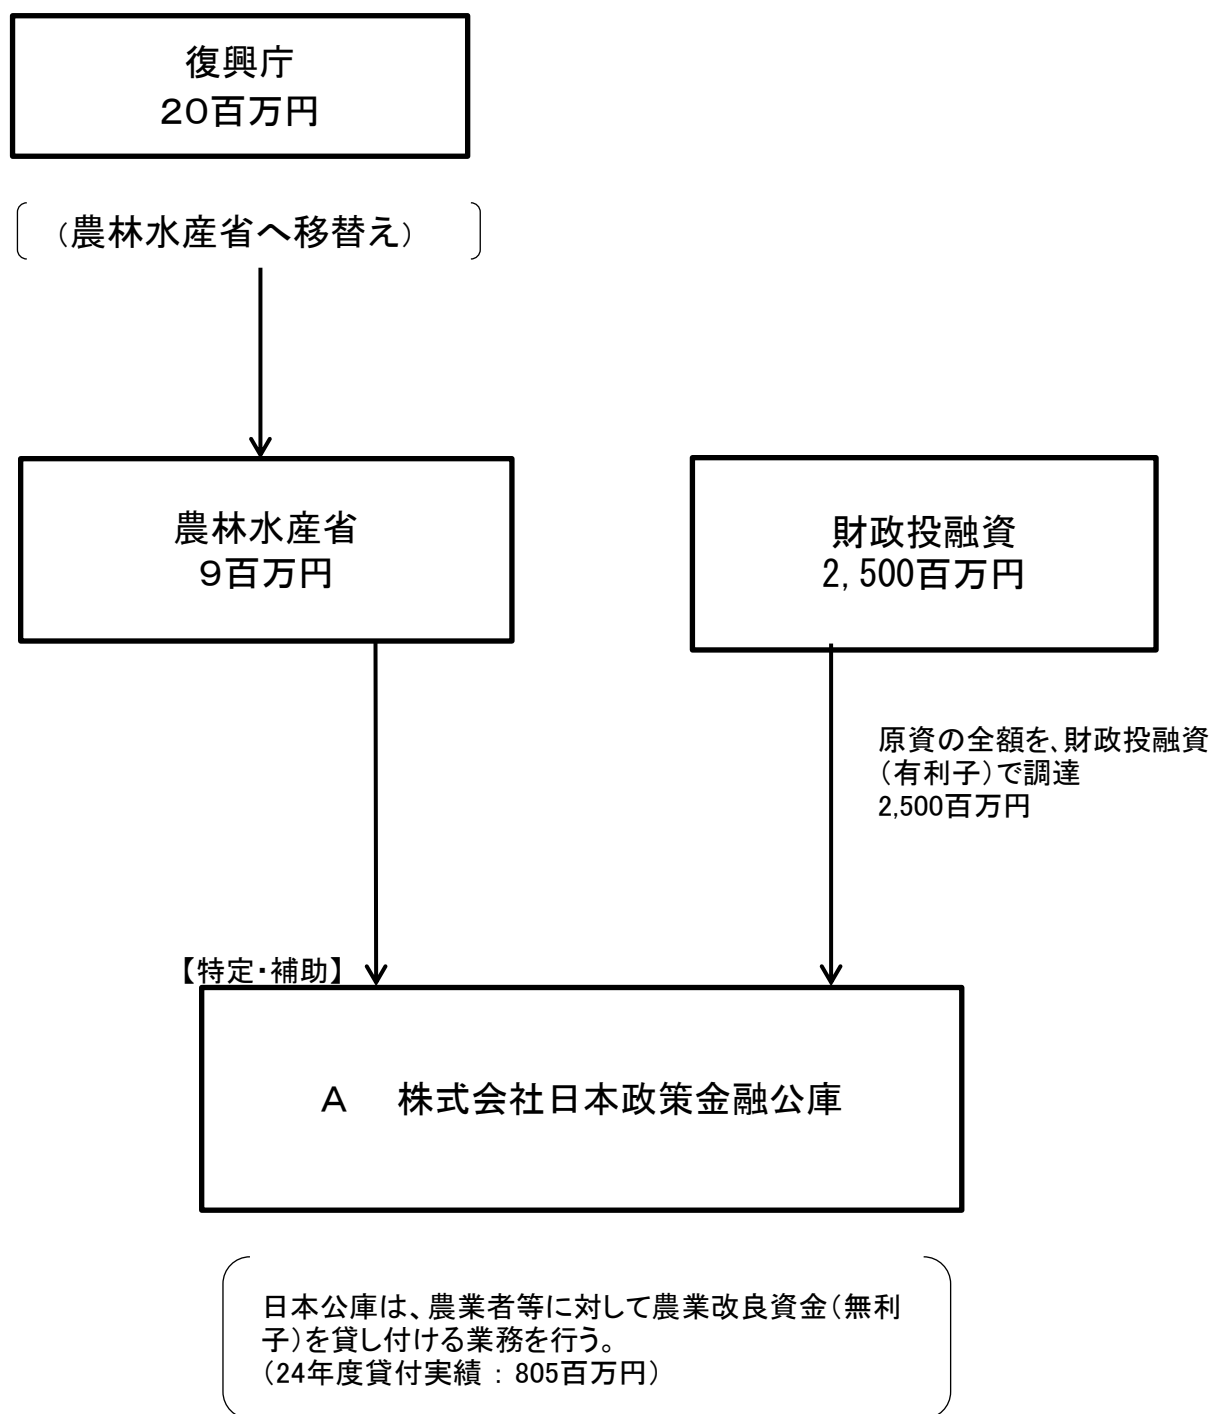 復興庁
20百万円
(農林水産省へ移替え)
農林水産省
9百万円
財政投融資
2,500百万円
原資の全額を、財政投融資
(有利子)で調達
2,500百万円
【特定・補助】
A 株式会社日本政策金融公庫
日本公庫は、農業者等に対して農業改良資金(無利
子)を貸し付ける業務を行う。
(24年度貸付実績:805百万円)